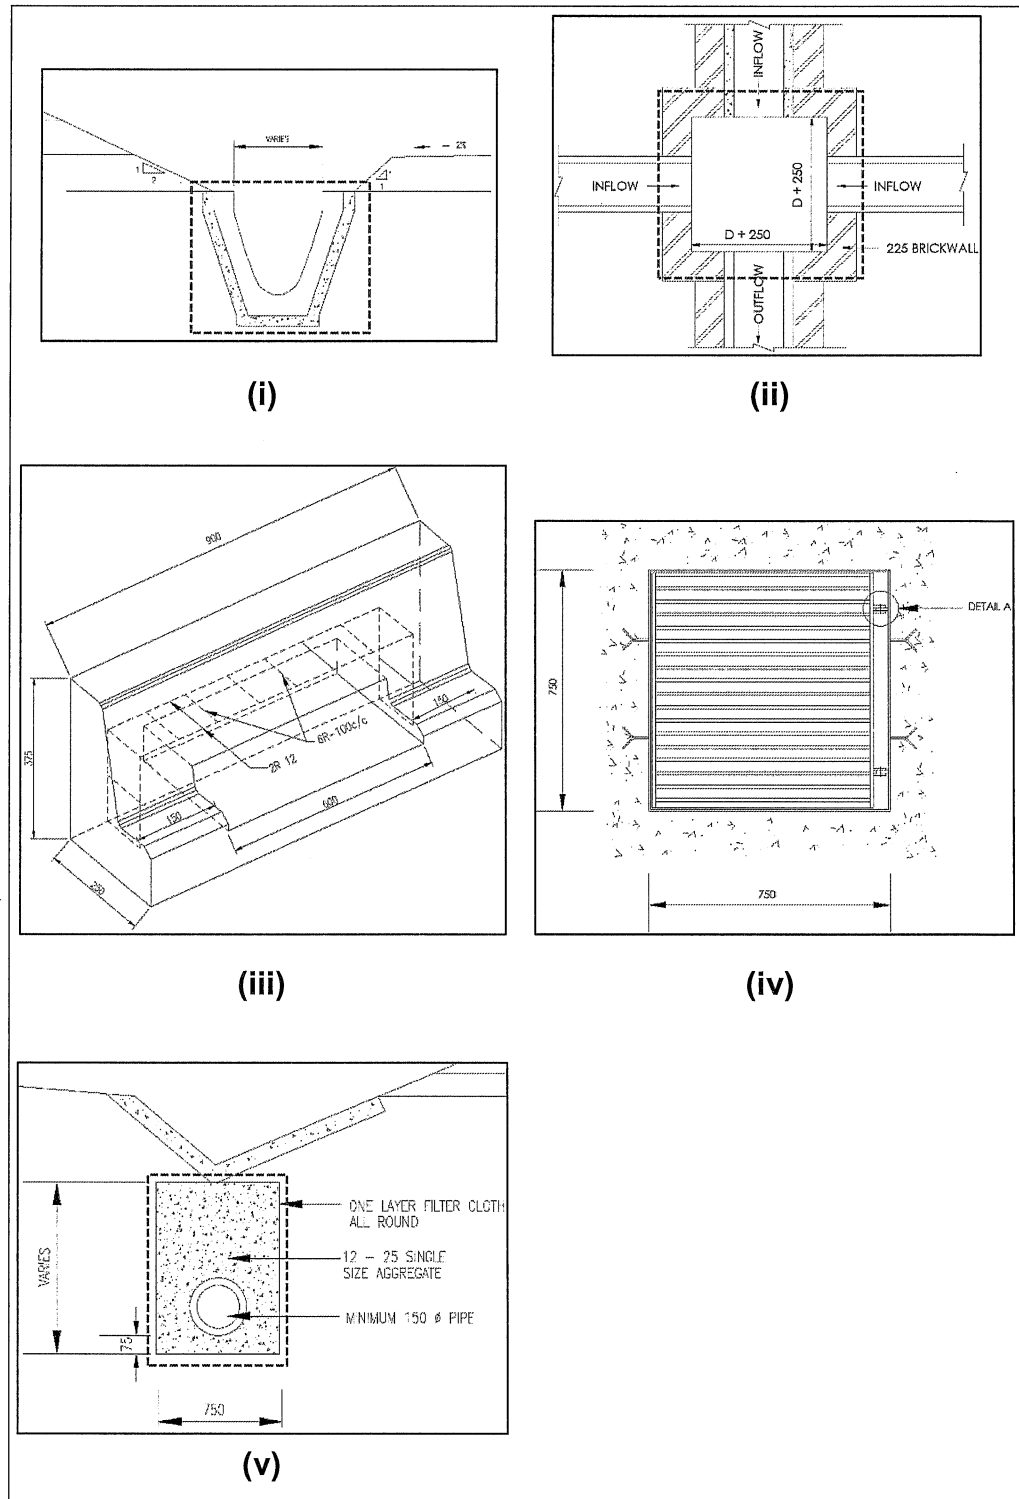 VARIES
2%
1
2
1
1
(i)
INFLOW
INFLOW
INFLOW
D + 250
D + 250
225 BRICKWALL
OUTFLOW
(ii)
900
375
6R-100c/c
2R 12
150
150
600
250
(iii)
750
DETAIL A
750
(iv)
ONE LAYER FILTER CLOTH
ALL ROUND
12 - 25 SINGLE
SIZE AGGREGATE
VARIES
MINIMUM 150 ø PIPE
75
750
(v)